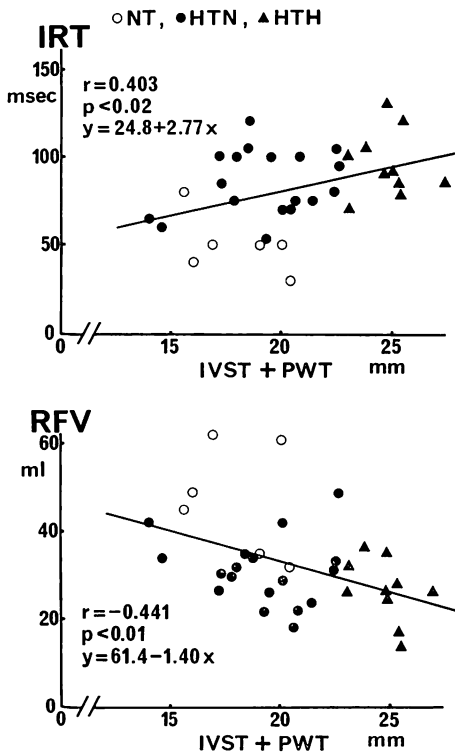 ○ NT, ● HTN, ▲ HTH
IRT
msec
150
100
50
0
r=0.403
p<0.02
y=24.8+2.77x
0 15 20 25
IVST + PWT mm
RFV
ml
60
40
20
0
r=−0.441
p<0.01
y=61.4−1.40x
0 15 20 25
IVST + PWT mm